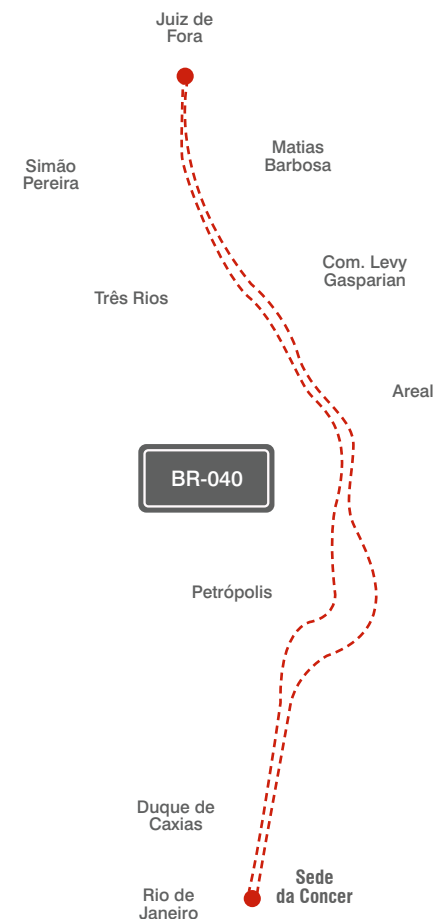 Juiz de
Fora
Matias
Barbosa
Simão
Pereira
Com. Levy
Gasparian
Três Rios
Areal
BR-040
Petrópolis
Duque de
Caxias
Sede
da Concer
Rio de
Janeiro